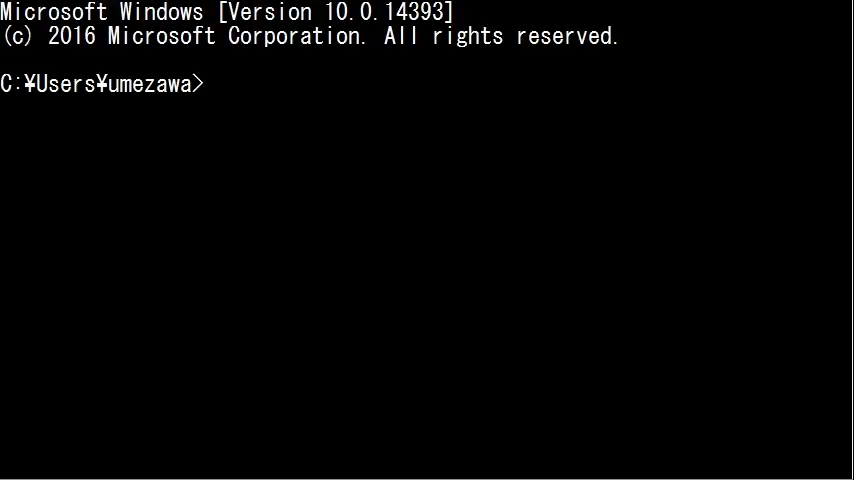 Microsoft Windows [Version 10.0.14393]
(c) 2016 Microsoft Corporation. All rights reserved.
C:¥Users¥umezawa>